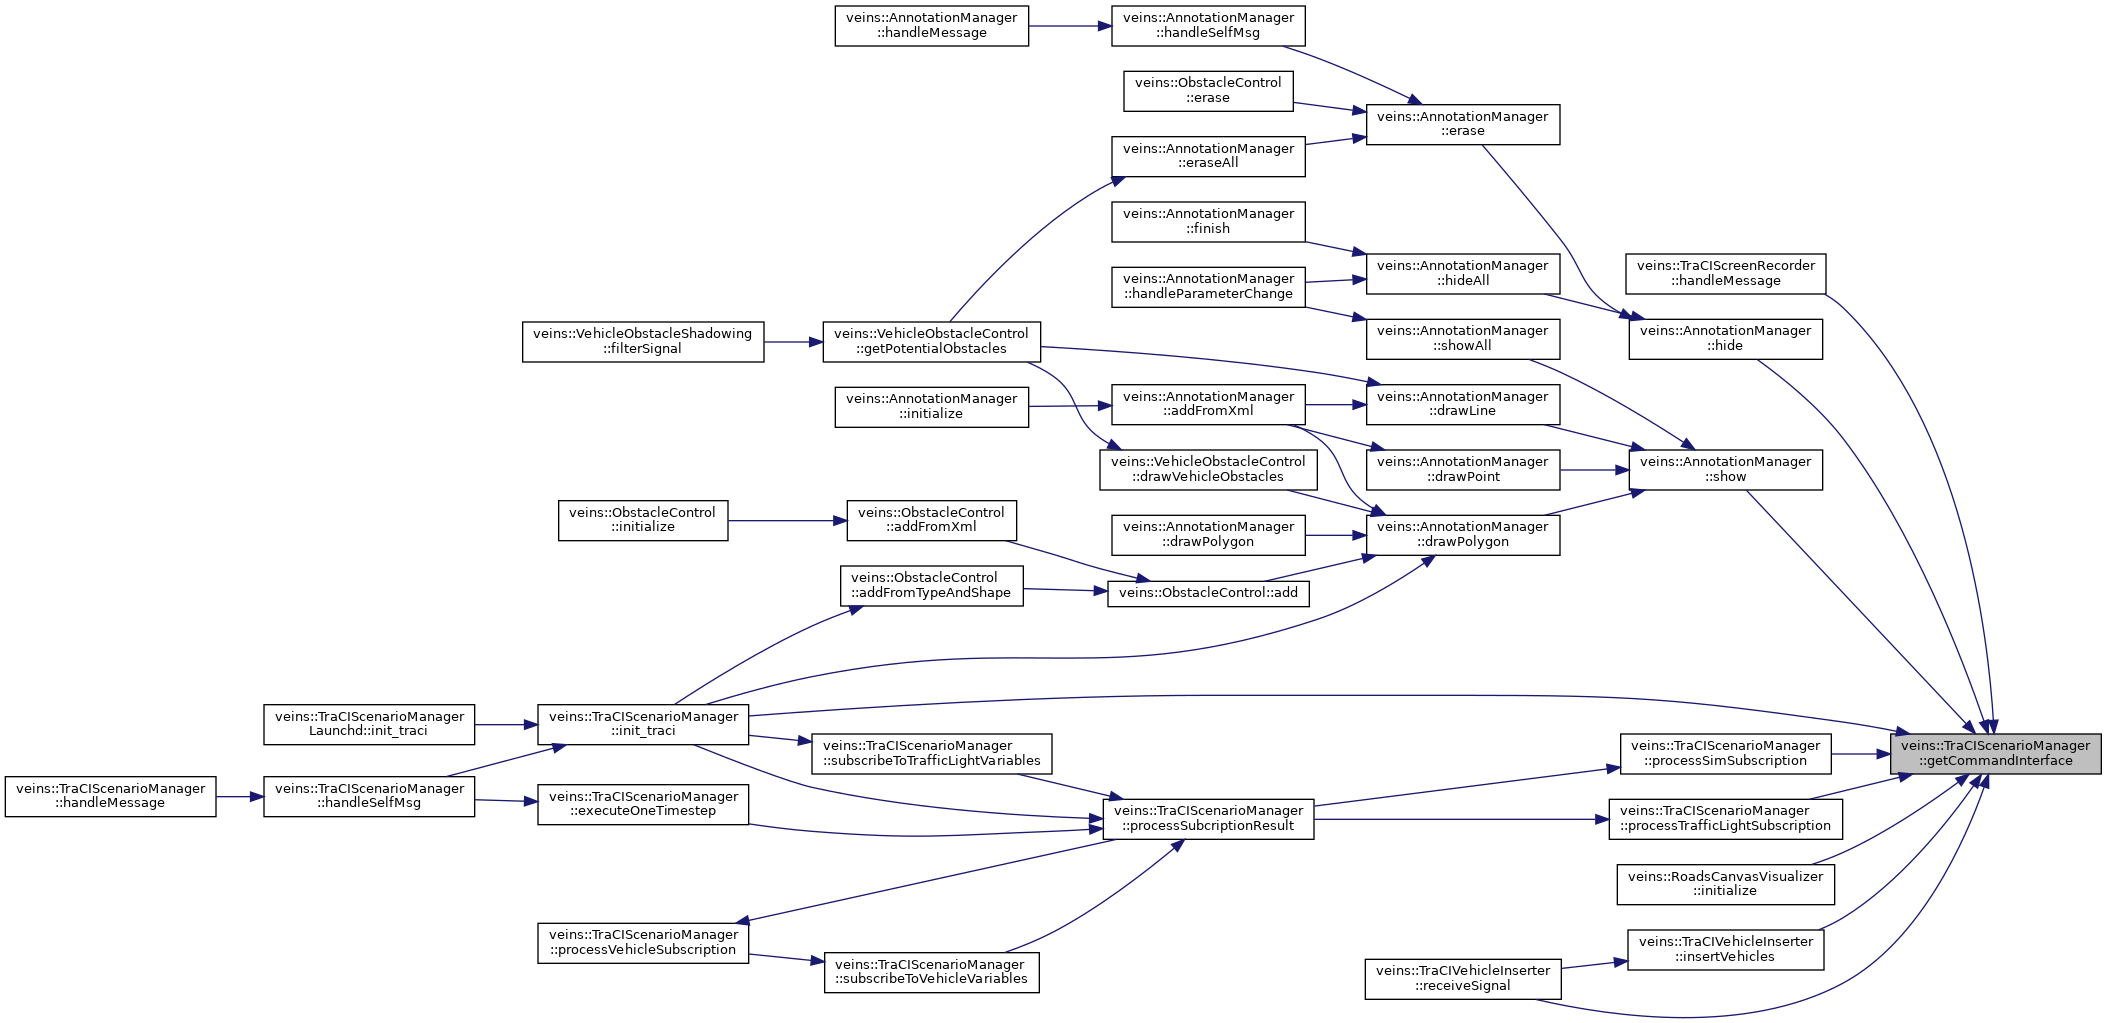 veins::AnnotationManager
::handleMessage
veins::AnnotationManager
::handleSelfMsg
veins::ObstacleControl
::erase
veins::AnnotationManager
::erase
veins::AnnotationManager
::eraseAll
veins::AnnotationManager
::finish
veins::AnnotationManager
::hideAll
veins::TraCIScreenRecorder
::handleMessage
veins::AnnotationManager
::handleParameterChange
veins::VehicleObstacleShadowing
::filterSignal
veins::VehicleObstacleControl
::getPotentialObstacles
veins::AnnotationManager
::showAll
veins::AnnotationManager
::hide
veins::AnnotationManager
::initialize
veins::AnnotationManager
::addFromXml
veins::AnnotationManager
::drawLine
veins::VehicleObstacleControl
::drawVehicleObstacles
veins::AnnotationManager
::drawPoint
veins::AnnotationManager
::show
veins::ObstacleControl
::initialize
veins::ObstacleControl
::addFromXml
veins::AnnotationManager
::drawPolygon
veins::AnnotationManager
::drawPolygon
veins::ObstacleControl
::addFromTypeAndShape
veins::ObstacleControl::add
veins::TraCIScenarioManager
Launchd::init_traci
veins::TraCIScenarioManager
::init_traci
veins::TraCIScenarioManager
::subscribeToTrafficLightVariables
veins::TraCIScenarioManager
::processSimSubscription
veins::TraCIScenarioManager
::getCommandInterface
veins::TraCIScenarioManager
::handleMessage
veins::TraCIScenarioManager
::handleSelfMsg
veins::TraCIScenarioManager
::executeOneTimestep
veins::TraCIScenarioManager
::processSubcriptionResult
veins::TraCIScenarioManager
::processTrafficLightSubscription
veins::RoadsCanvasVisualizer
::initialize
veins::TraCIScenarioManager
::processVehicleSubscription
veins::TraCIScenarioManager
::subscribeToVehicleVariables
veins::TraCIVehicleInserter
::insertVehicles
veins::TraCIVehicleInserter
::receiveSignal